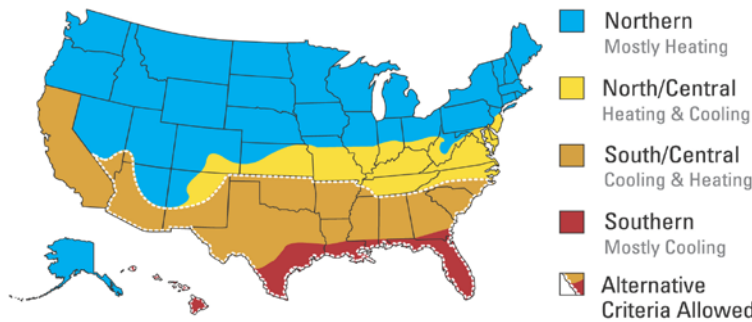 Northern
Mostly Heating
North/Central
Heating & Cooling
South/Central
Cooling & Heating
Southern
Mostly Cooling
Alternative
Criteria Allowed